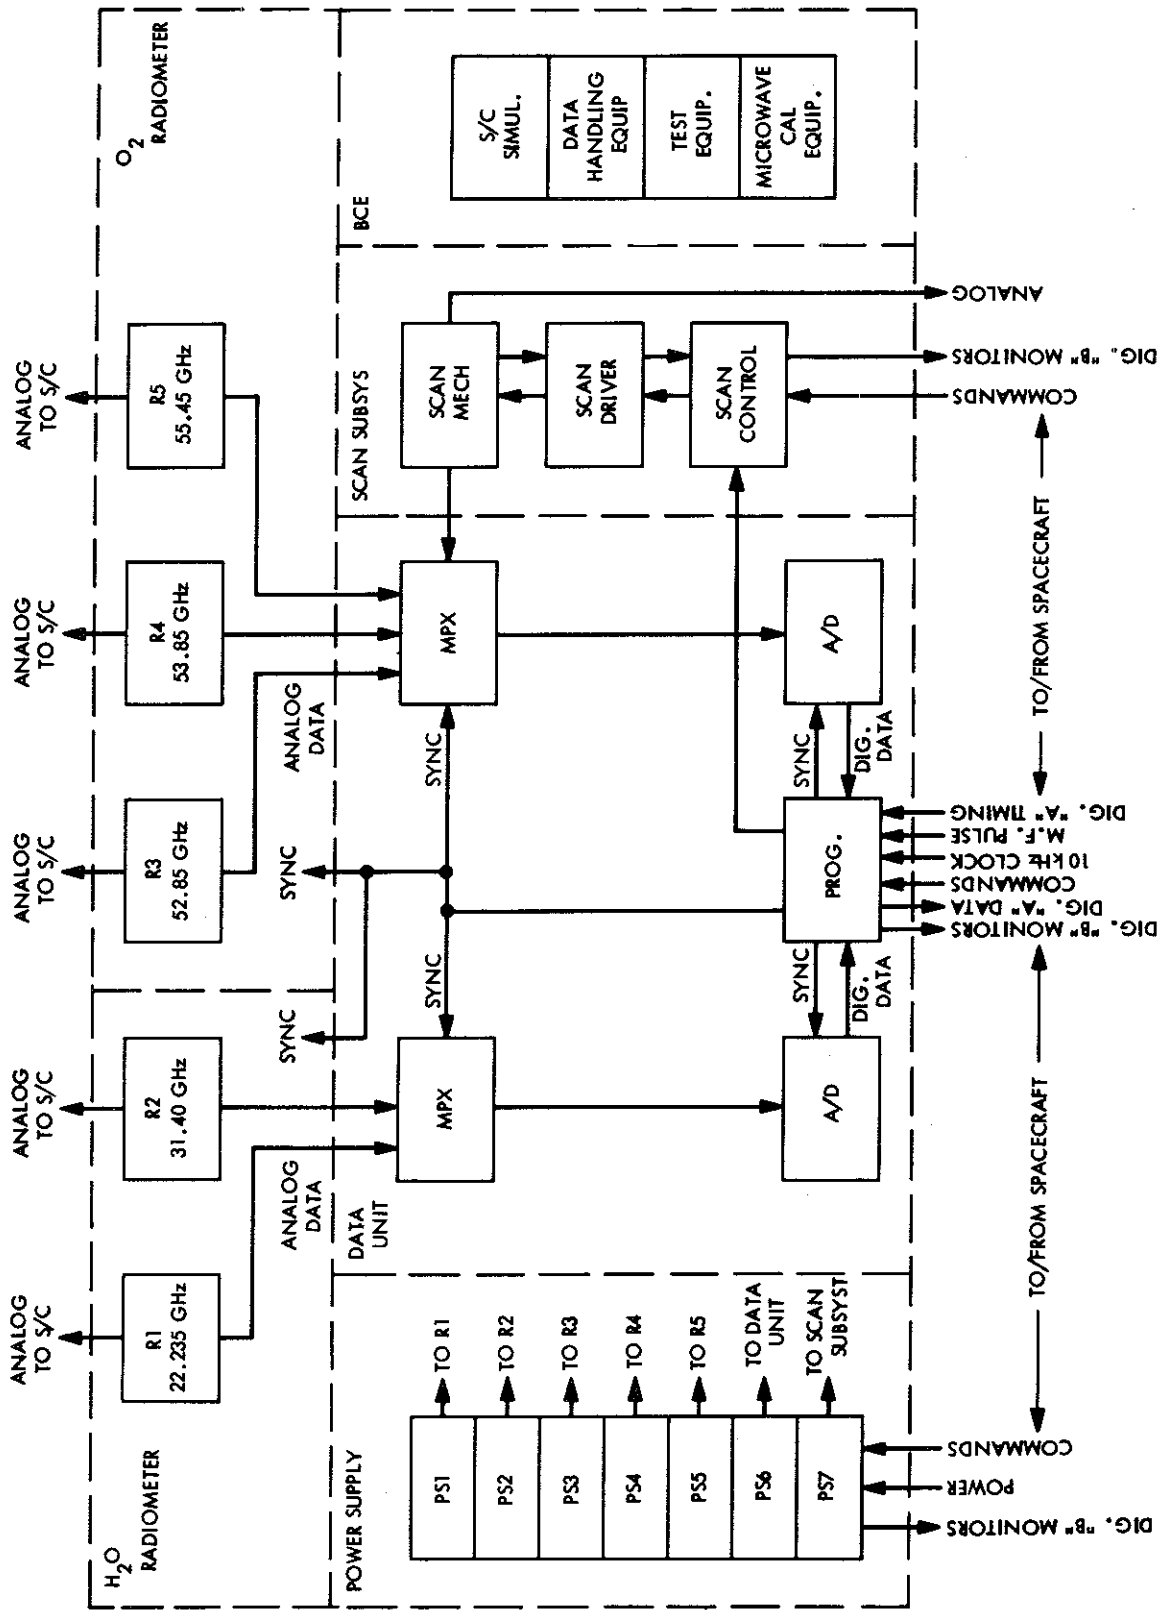 H2O
RADIOMETER
O2
RADIOMETER
ANALOG
TO S/C
ANALOG
TO S/C
ANALOG
TO S/C
ANALOG
TO S/C
ANALOG
TO S/C
R1
22.235 GHz
R2
31.40 GHz
R3
52.85 GHz
R4
53.85 GHz
R5
55.45 GHz
ANALOG
DATA
SYNC
SYNC
ANALOG
DATA
POWER SUPPLY
PS1
PS2
PS3
PS4
PS5
PS6
PS7
TO R1
TO R2
TO R3
TO R4
TO R5
TO DATA
UNIT
TO SCAN
SUBSYST
DATA
UNIT
MPX
SYNC
SYNC
MPX
A/D
SYNC
DIG.
DATA
PROG.
SYNC
DIG.
DATA
A/D
SCAN SUBSYS
SCAN
MECH
SCAN
DRIVER
SCAN
CONTROL
BCE
S/C
SIMUL.
DATA
HANDLING
EQUIP
TEST
EQUIP.
MICROWAVE
CAL
EQUIP.
DIG. "B" MONITORS
POWER
COMMANDS
DIG. "B" MONITORS
DIG. "A" DATA
COMMANDS
10 kHz CLOCK
M.F. PULSE
DIG. "A" TIMING
COMMANDS
DIG. "B" MONITORS
ANALOG
TO/FROM SPACECRAFT
TO/FROM SPACECRAFT